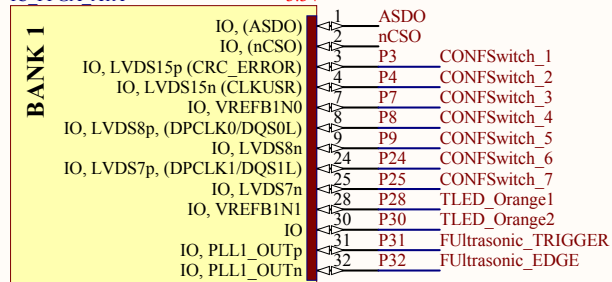 BANK 1
IO, (ASDO) 1 ASDO
IO, (nCSO) 2 nCSO
IO, LVDS15p (CRC_ERROR) 3 P3 CONFSwitch_1
IO, LVDS15n (CLKUSR) 4 P4 CONFSwitch_2
IO, VREFB1N0 7 P7 CONFSwitch_3
IO, LVDS8p, (DPCLK0/DQS0L) 8 P8 CONFSwitch_4
IO, LVDS8n 9 P9 CONFSwitch_5
IO, LVDS7p, (DPCLK1/DQS1L) 24 P24 CONFSwitch_6
IO, LVDS7n 25 P25 CONFSwitch_7
IO, VREFB1N1 28 P28 TLED_Orange1
IO 30 P30 TLED_Orange2
IO, PLL1_OUTp 31 P31 FUltrasonic_TRIGGER
IO, PLL1_OUTn 32 P32 FUltrasonic_EDGE